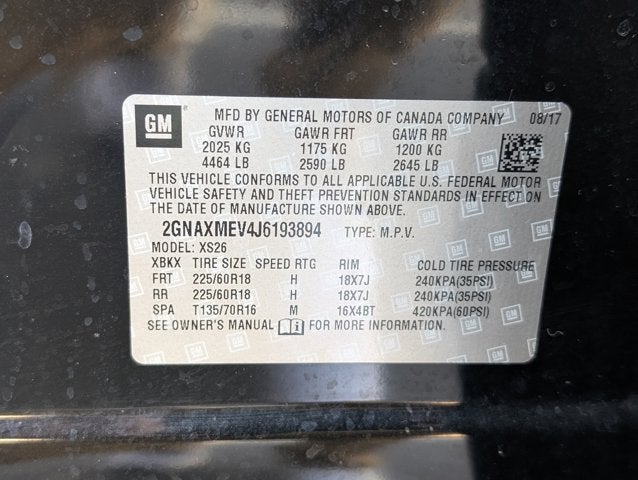 GM MFD BY GENERAL MOTORS OF CANADA COMPANY 08/17
GVWR GAWR FRT GAWR RR
2025 KG 1175 KG 1200 KG
4464 LB 2590 LB 2645 LB
THIS VEHICLE CONFORMS TO ALL APPLICABLE U.S. FEDERAL MOTOR
VEHICLE SAFETY AND THEFT PREVENTION STANDARDS IN EFFECT ON
THE DATE OF MANUFACTURE SHOWN ABOVE.
2GNAXMEV4J6193894 TYPE: M.P.V.
MODEL: XS26
XBKX TIRE SIZE SPEED RTG RIM COLD TIRE PRESSURE
FRT 225/60R18 H 18X7J 240KPA(35PSI)
RR 225/60R18 H 18X7J 240KPA(35PSI)
SPA T135/70R16 M 16X4BT 420KPA(60PSI)
SEE OWNER'S MANUAL FOR MORE INFORMATION.